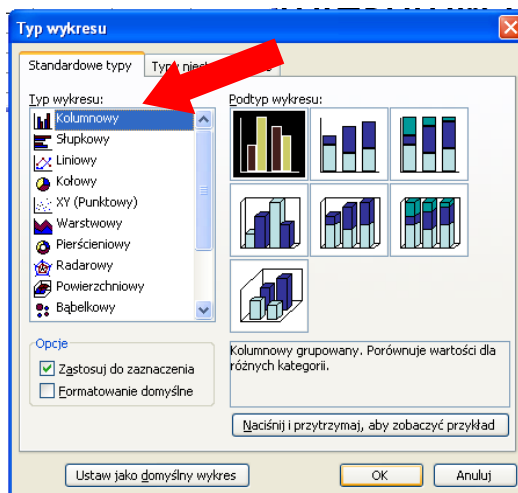 Typ wykresu
Standardowe typy
Typ wykresu:
Kolumnowy
Słupkowy
Liniowy
Kołowy
XY (Punktowy)
Warstwowy
Pierścieniowy
Radarowy
Powierzchniowy
Bąbelkowy
Podtyp wykresu:
Kolumnowy grupowany. Porównuje wartości dla
różnych kategorii.
Opcje
Zastosuj do zaznaczenia
Formatowanie domyślne
Naciśnij i przytrzymaj, aby zobaczyć przykład
Ustaw jako domyślny wykres
OK
Anuluj